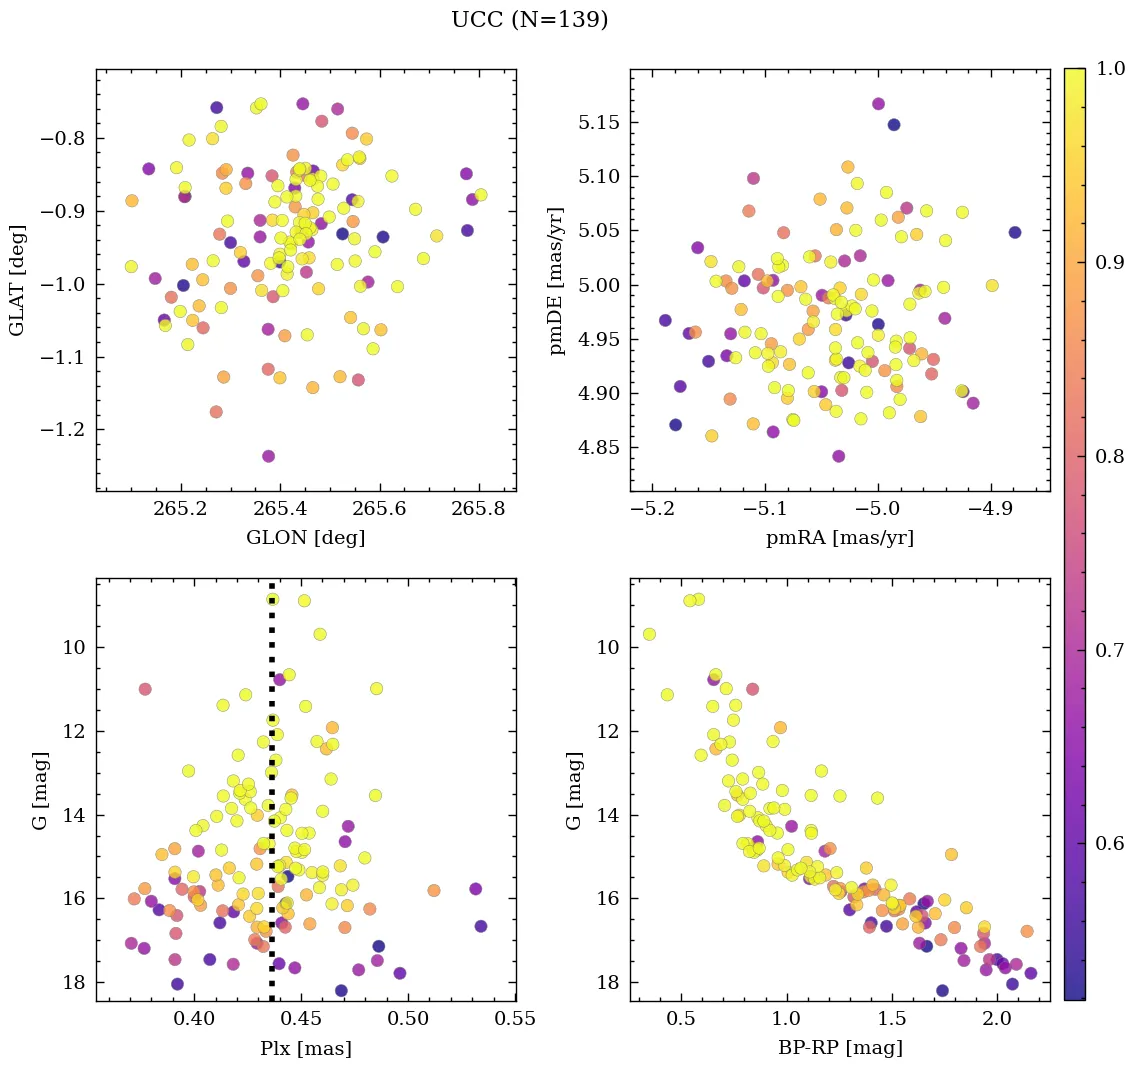 UCC (N=139)
−0.8
−0.9
−1.0
−1.1
−1.2
GLAT [deg]
265.2 265.4 265.6 265.8
GLON [deg]
5.15
5.10
5.05
5.00
4.95
4.90
4.85
pmDE [mas/yr]
−5.2 −5.1 −5.0 −4.9
pmRA [mas/yr]
1.0
0.9
0.8
0.7
0.6
10
12
14
16
18
G [mag]
0.40 0.45 0.50 0.55
Plx [mas]
10
12
14
16
18
G [mag]
0.5 1.0 1.5 2.0
BP-RP [mag]